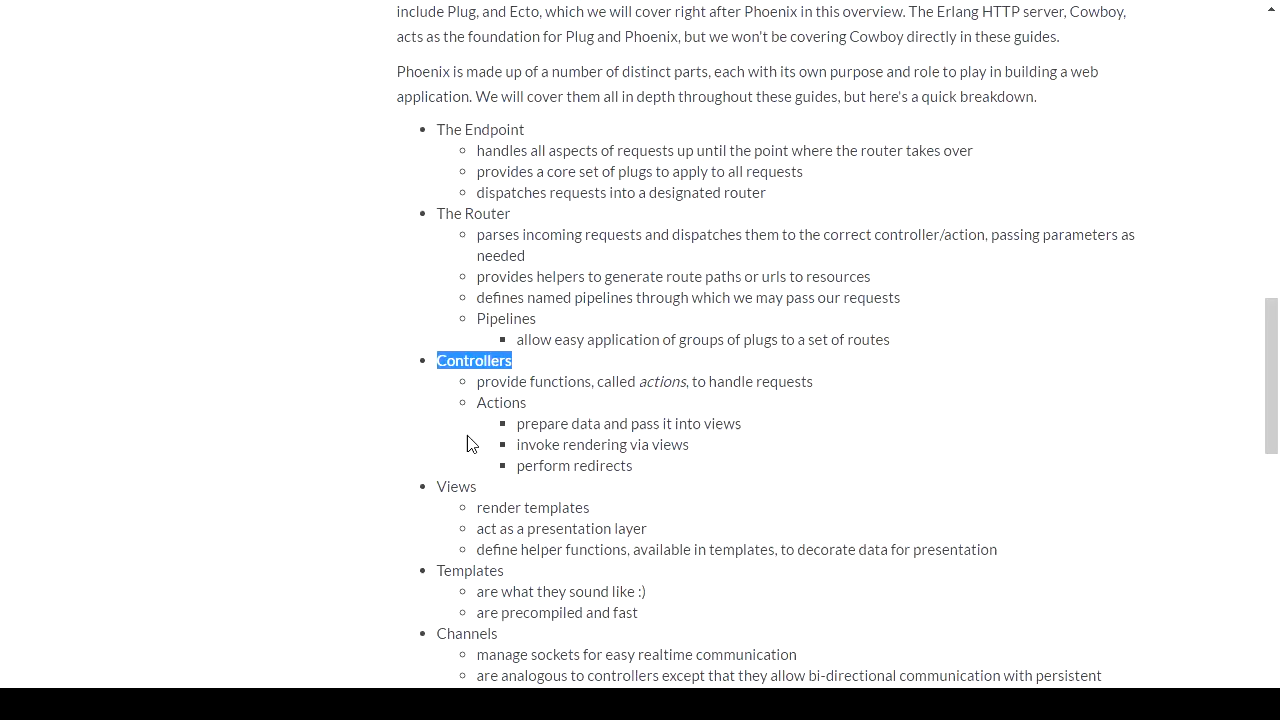 include Plug, and Ecto, which we will cover right after Phoenix in this overview. The Erlang HTTP server, Cowboy,
acts as the foundation for Plug and Phoenix, but we won't be covering Cowboy directly in these guides.
Phoenix is made up of a number of distinct parts, each with its own purpose and role to play in building a web
application. We will cover them all in depth throughout these guides, but here's a quick breakdown.
The Endpoint
handles all aspects of requests up until the point where the router takes over
provides a core set of plugs to apply to all requests
dispatches requests into a designated router
The Router
parses incoming requests and dispatches them to the correct controller/action, passing parameters as
needed
provides helpers to generate route paths or urls to resources
defines named pipelines through which we may pass our requests
Pipelines
allow easy application of groups of plugs to a set of routes
Controllers
provide functions, called actions, to handle requests
Actions
prepare data and pass it into views
invoke rendering via views
perform redirects
Views
render templates
act as a presentation layer
define helper functions, available in templates, to decorate data for presentation
Templates
are what they sound like :)
are precompiled and fast
Channels
manage sockets for easy realtime communication
are analogous to controllers except that they allow bi-directional communication with persistent